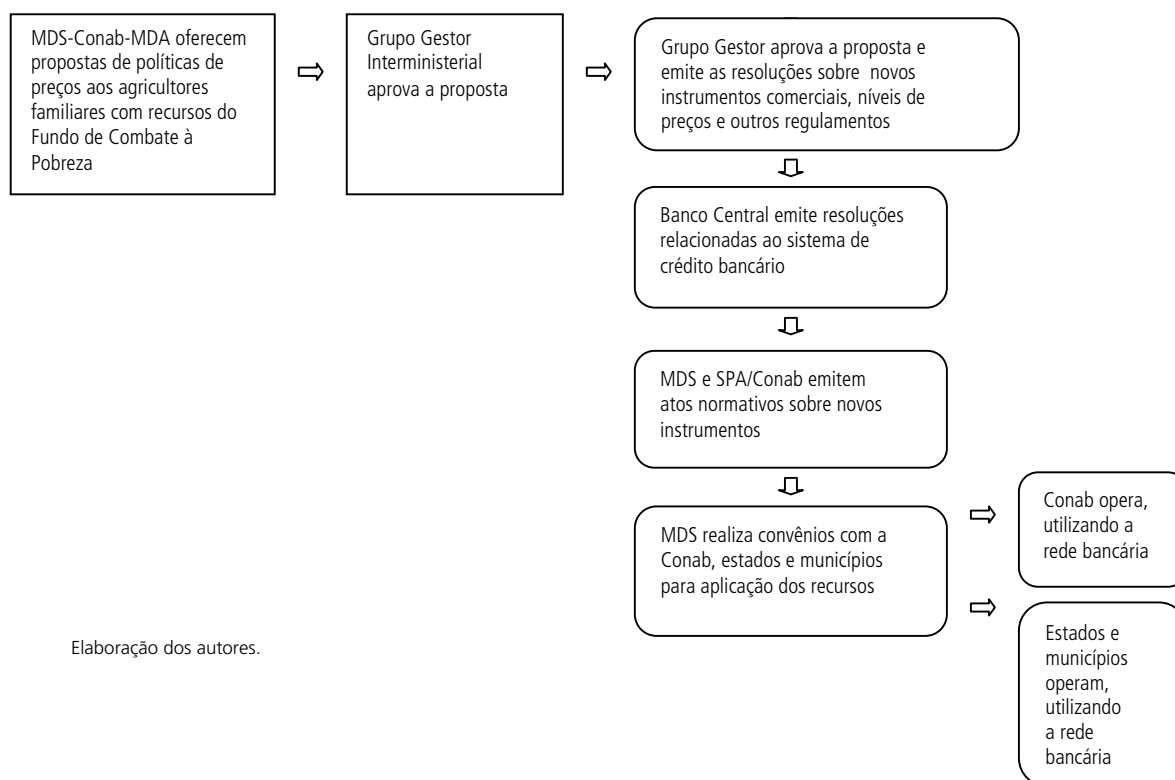 MDS-Conab-MDA oferecem
propostas de políticas de
preços aos agricultores
familiares com recursos do
Fundo de Combate à
Pobreza
Grupo Gestor
Interministerial
aprova a proposta
Grupo Gestor aprova a proposta e
emite as resoluções sobre novos
instrumentos comerciais, níveis de
preços e outros regulamentos
Banco Central emite resoluções
relacionadas ao sistema de
crédito bancário
MDS e SPA/Conab emitem
atos normativos sobre novos
instrumentos
MDS realiza convênios com a
Conab, estados e municípios
para aplicação dos recursos
Conab opera,
utilizando a
rede bancária
Estados e
municípios
operam,
utilizando
a rede
bancária
Elaboração dos autores.